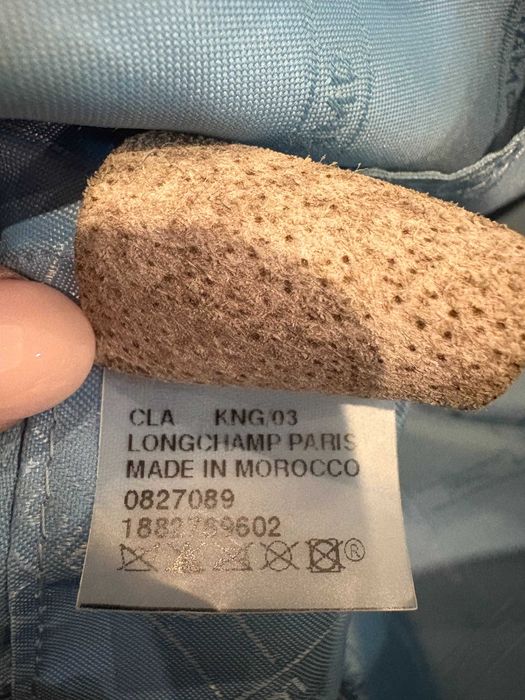 CLA KNG/03
LONGCHAMP PARIS
MADE IN MOROCCO
0827089
®